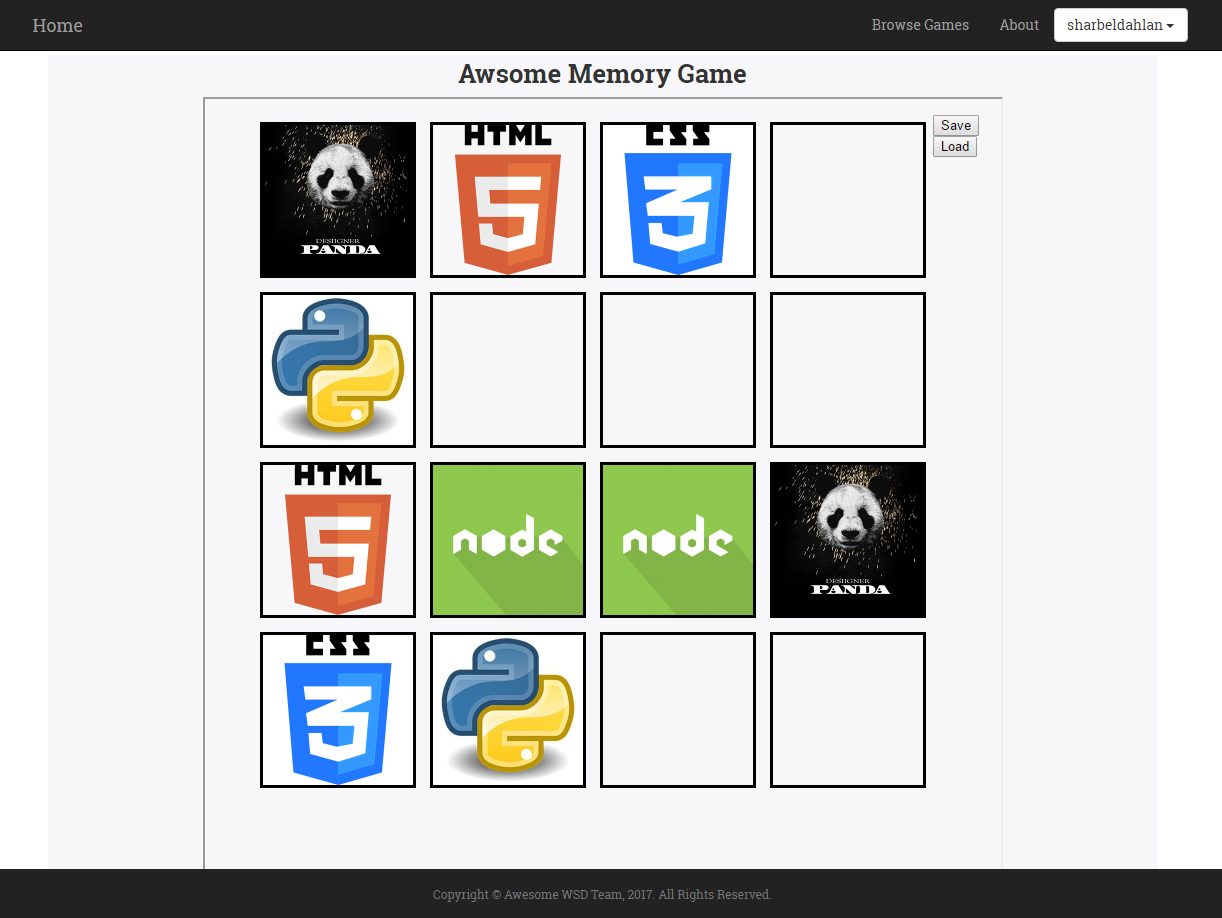 Home
Browse Games
About
sharbeldahlan
Awsome Memory Game
Save
Load
DESIIGNER
PANDA
HTML
5
CSS
3
HTML
5
node
node
DESIIGNER
PANDA
CSS
3
Copyright © Awesome WSD Team, 2017. All Rights Reserved.